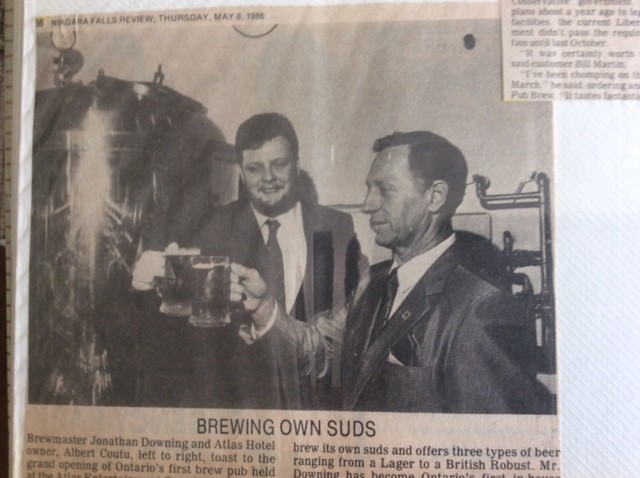 NIAGARA FALLS REVIEW, THURSDAY, MAY 8, 1986
Conservative government
plans about a year ago to
facilities, the current Liber
ment didn't pass the requi
tion until last October.
"It was certainly worth
said customer Bill Martin.
"I've been chomping on
March," he said, ordering an
Pub Brew. "It tastes fantasti
BREWING OWN SUDS
Brewmaster Jonathan Downing and Atlas Hotel
owner, Albert Coutu, left to right, toast to the
grand opening of Ontario's first brew pub held
at the Atlas
brew its own suds and offers three types of beer
ranging from a Lager to a British Robust. Mr.
Downing has become Ontario's first